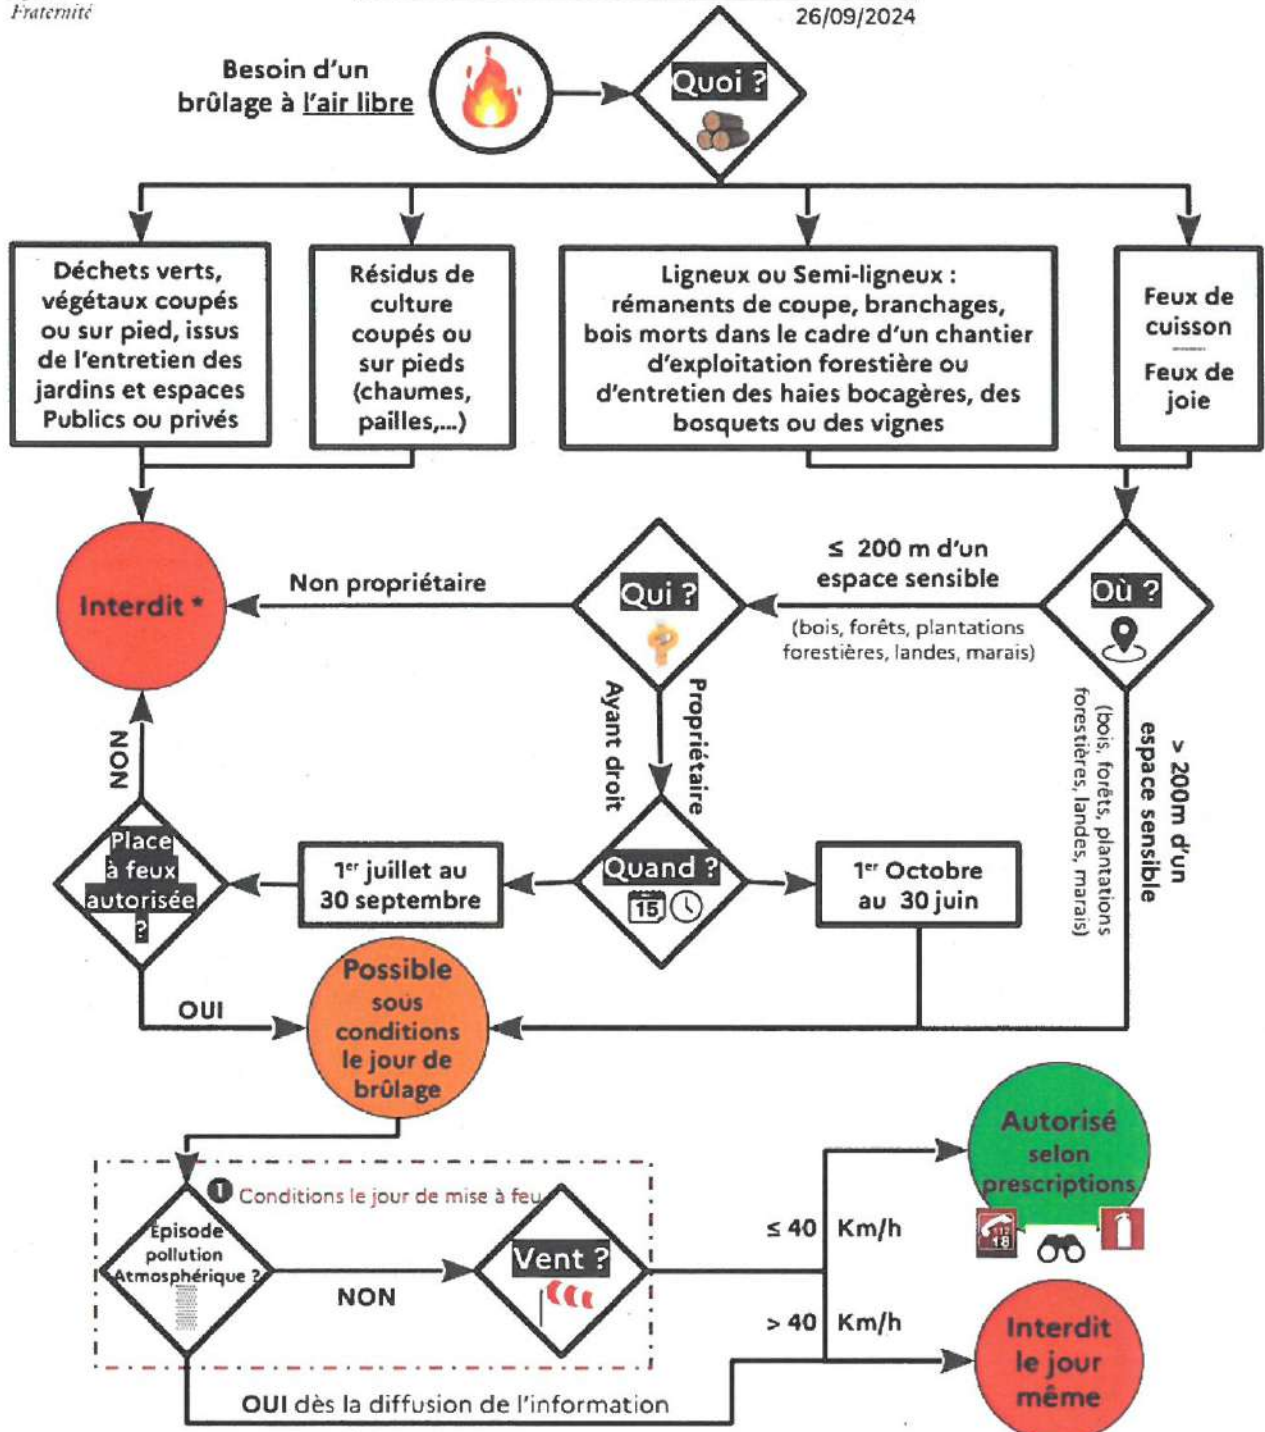 Fraternité
26/09/2024
Besoin d'un
brûlage à l'air libre
Quoi ?
Déchets verts,
végétaux coupés
ou sur pied, issus
de l'entretien des
jardins et espaces
Publics ou privés
Résidus de
culture
coupés ou
sur pieds
(chaumes,
pailles,...)
Ligneux ou Semi-ligneux :
rémanents de coupe, branchages,
bois morts dans le cadre d'un chantier
d'exploitation forestière ou
d'entretien des haies bocagères, des
bosquets ou des vignes
Feux de
cuisson
Feux de
joie
Interdit *
Non propriétaire
Qui ?
≤ 200 m d'un
espace sensible
(bois, forêts, plantations
forestières, landes, marais)
Où ?
> 200m d'un
espace sensible
(bois, forêts, plantations
forestières, landes, marais)
Propriétaire
Ayant droit
NON
Place
à feux
autorisée
?
1er juillet au
30 septembre
Quand ?
15
1er Octobre
au 30 juin
OUI
Possible
sous
conditions
le jour de
brûlage
1 Conditions le jour de mise à feu
Épisode
pollution
Atmosphérique ?
NON
Vent ?
≤ 40 Km/h
> 40 Km/h
Autorisé
selon
prescriptions
112
18
Interdit
le jour
même
OUI dès la diffusion de l'information